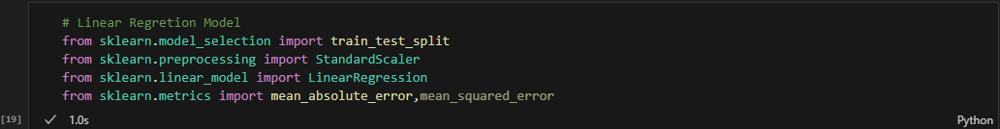 # Linear Regretion Model
from sklearn.model_selection import train_test_split
from sklearn.preprocessing import StandardScaler
from sklearn.linear_model import LinearRegression
from sklearn.metrics import mean_absolute_error,mean_squared_error
[19] ✓ 1.0s Python